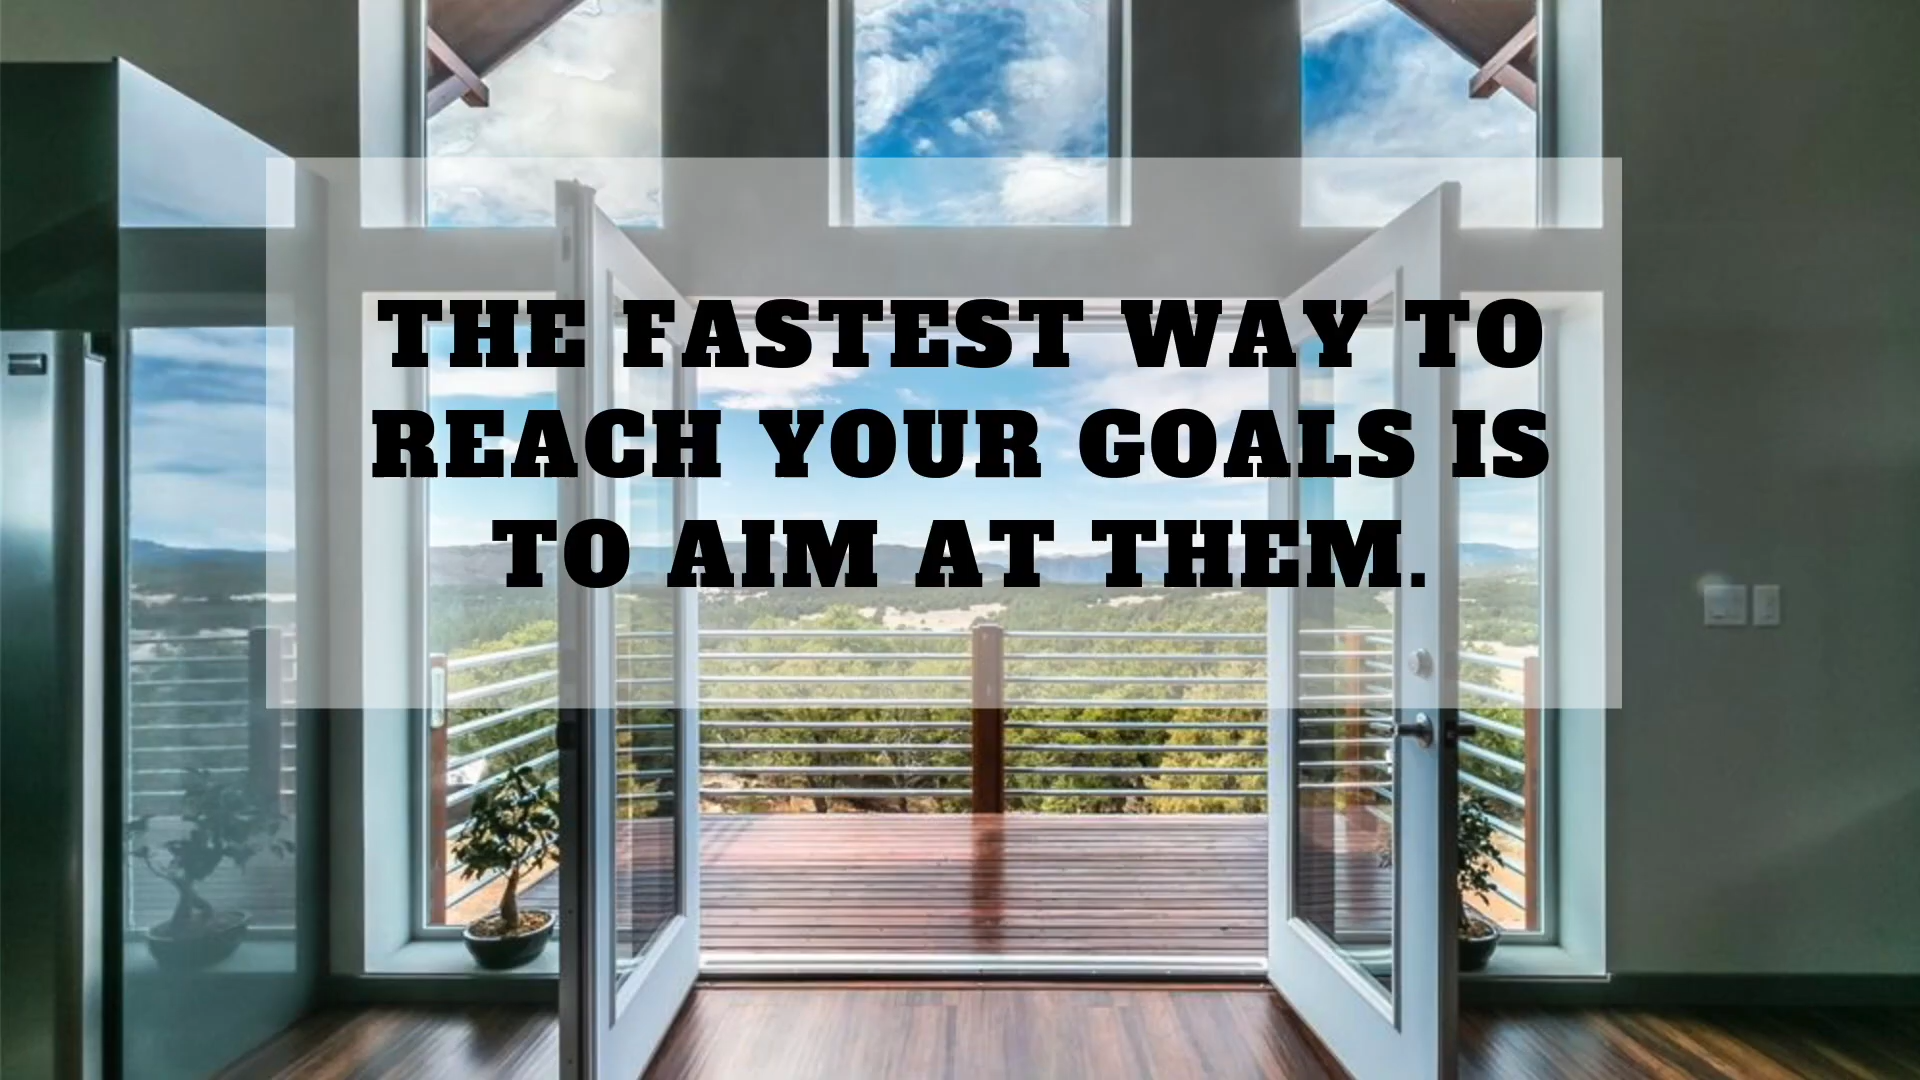 THE FASTEST WAY TO
REACH YOUR GOALS IS
TO AIM AT THEM.